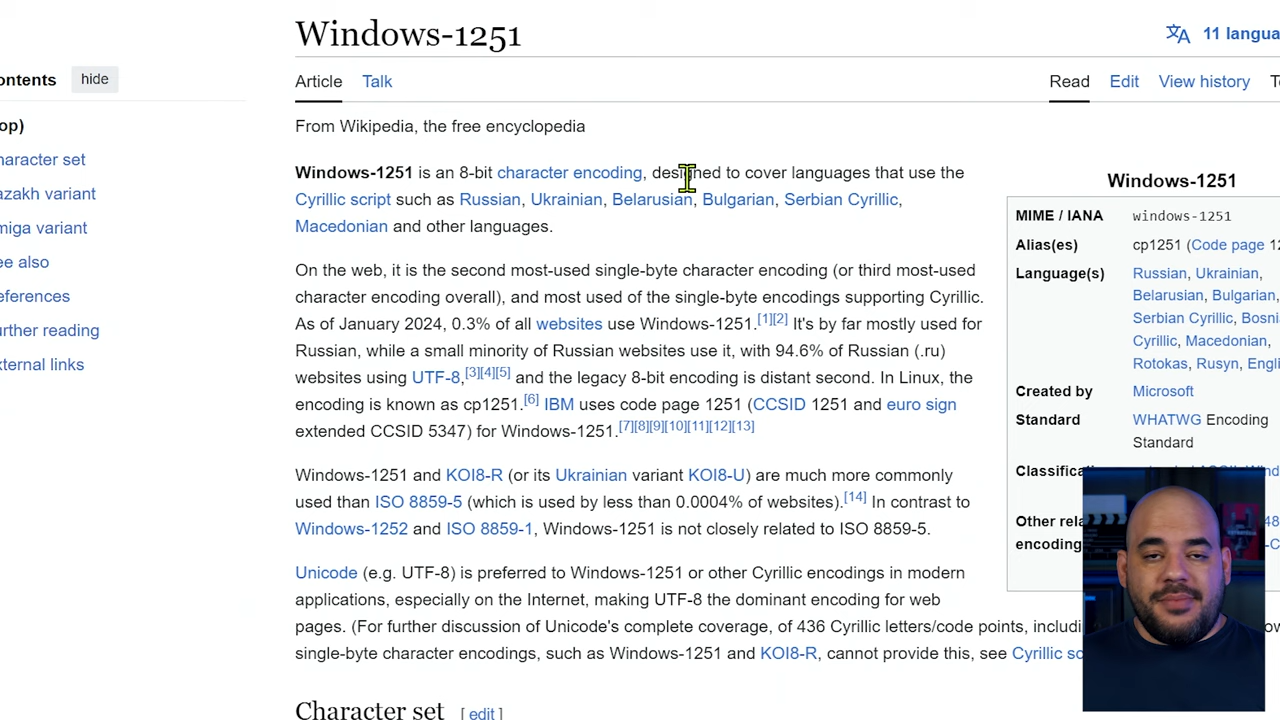 Windows-1251
11 langua
ontents hide
Article Talk Read Edit View history T
op)
From Wikipedia, the free encyclopedia
haracter set
azakh variant
miga variant
ee also
eferences
urther reading
xternal links
Windows-1251 is an 8-bit character encoding, designed to cover languages that use the
Cyrillic script such as Russian, Ukrainian, Belarusian, Bulgarian, Serbian Cyrillic,
Macedonian and other languages.
On the web, it is the second most-used single-byte character encoding (or third most-used
character encoding overall), and most used of the single-byte encodings supporting Cyrillic.
As of January 2024, 0.3% of all websites use Windows-1251.[1][2] It's by far mostly used for
Russian, while a small minority of Russian websites use it, with 94.6% of Russian (.ru)
websites using UTF-8,[3][4][5] and the legacy 8-bit encoding is distant second. In Linux, the
encoding is known as cp1251.[6] IBM uses code page 1251 (CCSID 1251 and euro sign
extended CCSID 5347) for Windows-1251.[7][8][9][10][11][12][13]
Windows-1251 and KOI8-R (or its Ukrainian variant KOI8-U) are much more commonly
used than ISO 8859-5 (which is used by less than 0.0004% of websites).[14] In contrast to
Windows-1252 and ISO 8859-1, Windows-1251 is not closely related to ISO 8859-5.
Unicode (e.g. UTF-8) is preferred to Windows-1251 or other Cyrillic encodings in modern
applications, especially on the Internet, making UTF-8 the dominant encoding for web
pages. (For further discussion of Unicode's complete coverage, of 436 Cyrillic letters/code points, includi
single-byte character encodings, such as Windows-1251 and KOI8-R, cannot provide this, see Cyrillic sc
Character set [ edit ]
Windows-1251
MIME / IANA windows-1251
Alias(es) cp1251 (Code page 12
Language(s) Russian, Ukrainian,
Belarusian, Bulgarian,
Serbian Cyrillic, Bosni
Cyrillic, Macedonian,
Rotokas, Rusyn, Engli
Created by Microsoft
Standard WHATWG Encoding
Standard
Classifica
Other rela
encoding